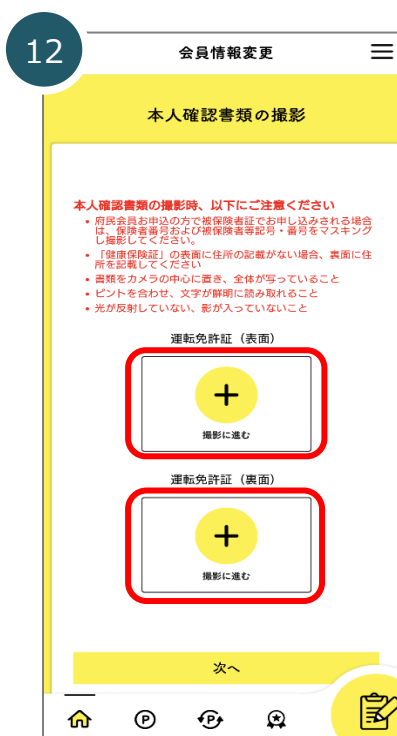 12
会員情報変更
本人確認書類の撮影
本人確認書類の撮影時、以下にご注意ください
• 府民会員お申込の方で被保険者証でお申し込みされる場合
は、保険者番号および被保険者等記号・番号をマスキング
し撮影してください。
• 「健康保険証」の表面に住所の記載がない場合、裏面に住
所を記載してください
• 書類をカメラの中心に置き、全体が写っていること
• ピントを合わせ、文字が鮮明に読み取れること
• 光が反射していない、影が入っていないこと
運転免許証（表面）
撮影に進む
運転免許証（裏面）
撮影に進む
次へ
P
P